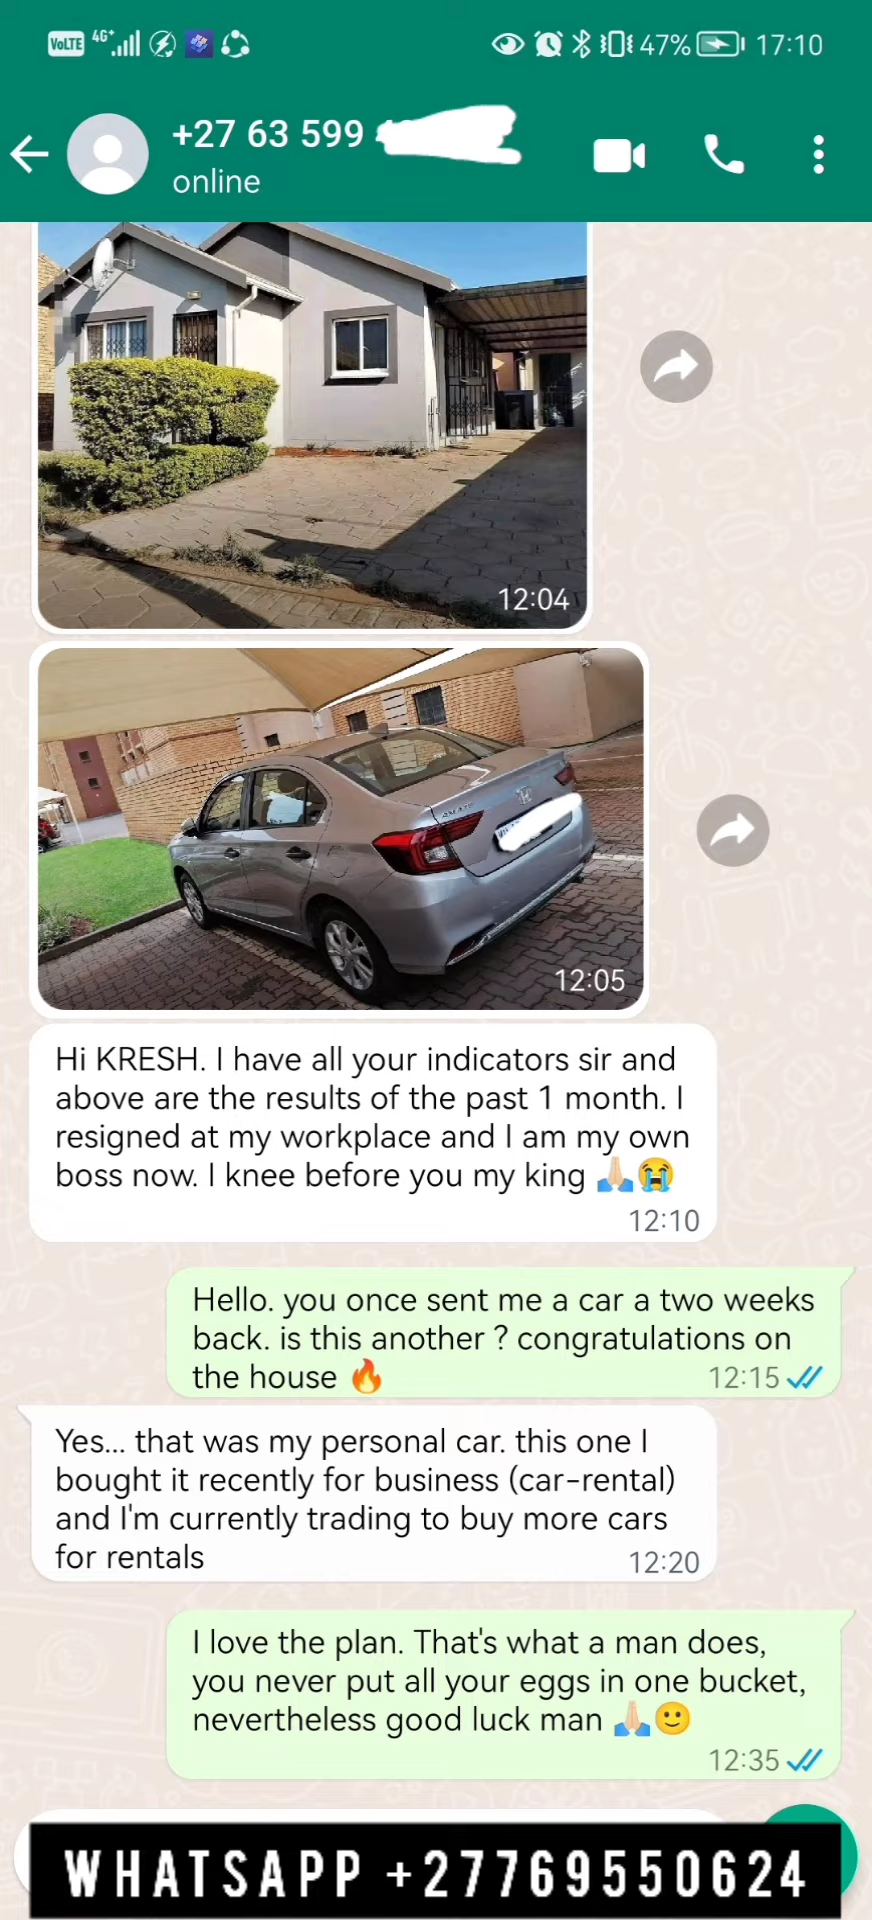 VoLTE 4G+ 47% 17:10
+27 63 599
online
12:04
12:05
Hi KRESH. I have all your indicators sir and
above are the results of the past 1 month. I
resigned at my workplace and I am my own
boss now. I knee before you my king 🙏😭
12:10
Hello. you once sent me a car a two weeks
back. is this another ? congratulations on
the house 🔥
12:15
Yes... that was my personal car. this one I
bought it recently for business (car-rental)
and I'm currently trading to buy more cars
for rentals
12:20
I love the plan. That's what a man does,
you never put all your eggs in one bucket,
nevertheless good luck man 🙏🙂
12:35
WHATSAPP +27769550624